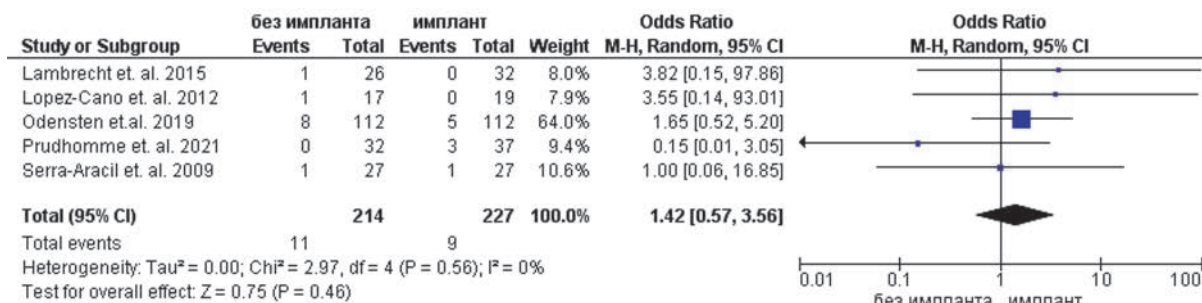 без импланта имплант Odds Ratio Odds Ratio
Study or Subgroup Events Total Events Total Weight M-H, Random, 95% CI M-H, Random, 95% CI
Lambrecht et. al. 2015 1 26 0 32 8.0% 3.82 [0.15, 97.86]
Lopez-Cano et. al. 2012 1 17 0 19 7.9% 3.55 [0.14, 93.01]
Odensten et.al. 2019 8 112 5 112 64.0% 1.65 [0.52, 5.20]
Prudhomme et. al. 2021 0 32 3 37 9.4% 0.15 [0.01, 3.05]
Serra-Aracil et. al. 2009 1 27 1 27 10.6% 1.00 [0.06, 16.85]
Total (95% CI) 214 227 100.0% 1.42 [0.57, 3.56]
Total events 11 9
Heterogeneity: Tau² = 0.00; Chi² = 2.97, df = 4 (P = 0.56); I² = 0%
Test for overall effect: Z = 0.75 (P = 0.46)
0.01 0.1 1 10 100
без импланта имплант